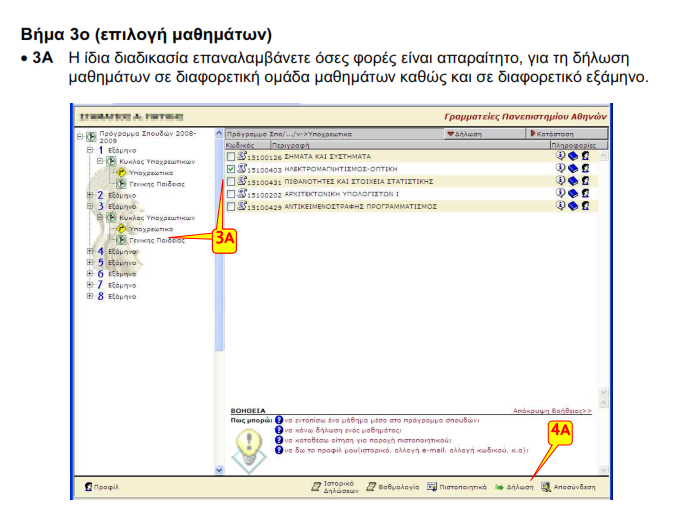 Βήμα 3ο (επιλογή μαθημάτων)
• 3Α Η ίδια διαδικασία επαναλαμβάνετε όσες φορές είναι απαραίτητο, για τη δήλωση
μαθημάτων σε διαφορετική ομάδα μαθημάτων καθώς και σε διαφορετικό εξάμηνο.
Γραμματείες Πανεπιστημίου Αθηνών
Πρόγραμμα Σπουδών 2008-
2009
1 Εξάμηνο
Κυκλος Υποχρεωτικων
Υποχρεωτικα
Γενικης Παιδειας
2 Εξάμηνο
3 Εξάμηνο
Κυκλος Υποχρεωτικων
Υποχρεωτικα
Γενικης Παιδειας
4 Εξάμηνο
5 Εξάμηνο
6 Εξάμηνο
7 Εξάμηνο
8 Εξάμηνο
Πρόγραμμα Σπο/.../ν->Υποχρεωτικα Δήλωση Κατάσταση
Κωδικός Περιγραφή Πληροφορίες
15100126 ΣΗΜΑΤΑ ΚΑΙ ΣΥΣΤΗΜΑΤΑ
15100403 ΗΛΕΚΤΡΟΜΑΓΝΗΤΙΣΜΟΣ-ΟΠΤΙΚΗ
15100431 ΠΙΘΑΝΟΤΗΤΕΣ ΚΑΙ ΣΤΟΙΧΕΙΑ ΣΤΑΤΙΣΤΙΚΗΣ
15100202 ΑΡΧΙΤΕΚΤΟΝΙΚΗ ΥΠΟΛΟΓΙΣΤΩΝ Ι
15100429 ΑΝΤΙΚΕΙΜΕΝΟΣΤΡΑΦΗΣ ΠΡΟΓΡΑΜΜΑΤΙΣΜΟΣ
3Α
ΒΟΗΘΕΙΑ Απόκρυψη Βοήθειας>>
Πως μπορώ: να εντοπίσω ένα μάθημα μέσα στο πρόγραμμα σπουδών;
να κάνω δήλωση ενός μαθήματος;
να καταθέσω αίτηση για παροχή πιστοποιητικού;
να δω το προφίλ μου(ιστορικό, αλλαγή e-mail, αλλαγή κωδικού, κ.α);
4Α
Προφίλ Ιστορικό Δηλώσεων Βαθμολογία Πιστοποιητικά Δήλωση Αποσύνδεση